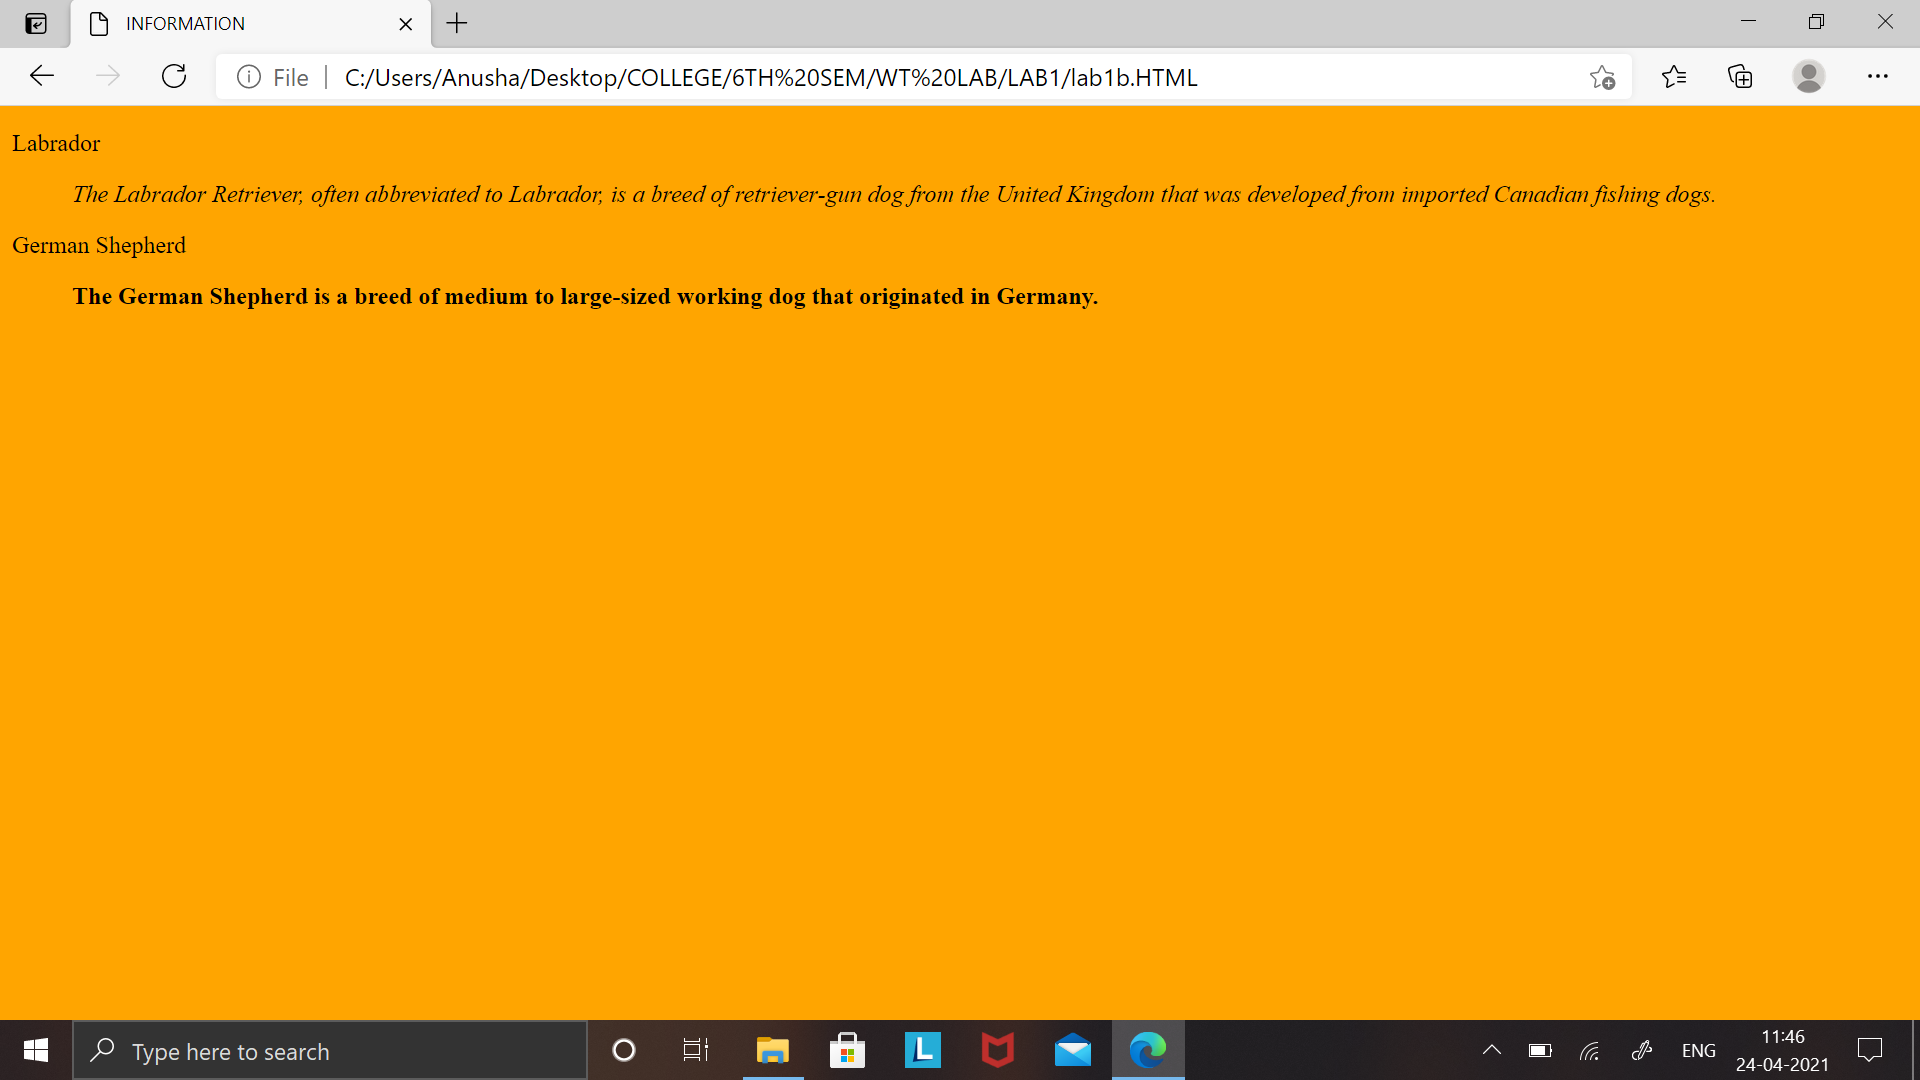 INFORMATION
File | C:/Users/Anusha/Desktop/COLLEGE/6TH%20SEM/WT%20LAB/LAB1/lab1b.HTML
Labrador
The Labrador Retriever, often abbreviated to Labrador, is a breed of retriever-gun dog from the United Kingdom that was developed from imported Canadian fishing dogs.
German Shepherd
The German Shepherd is a breed of medium to large-sized working dog that originated in Germany.
Type here to search
L
ENG
11:46
24-04-2021